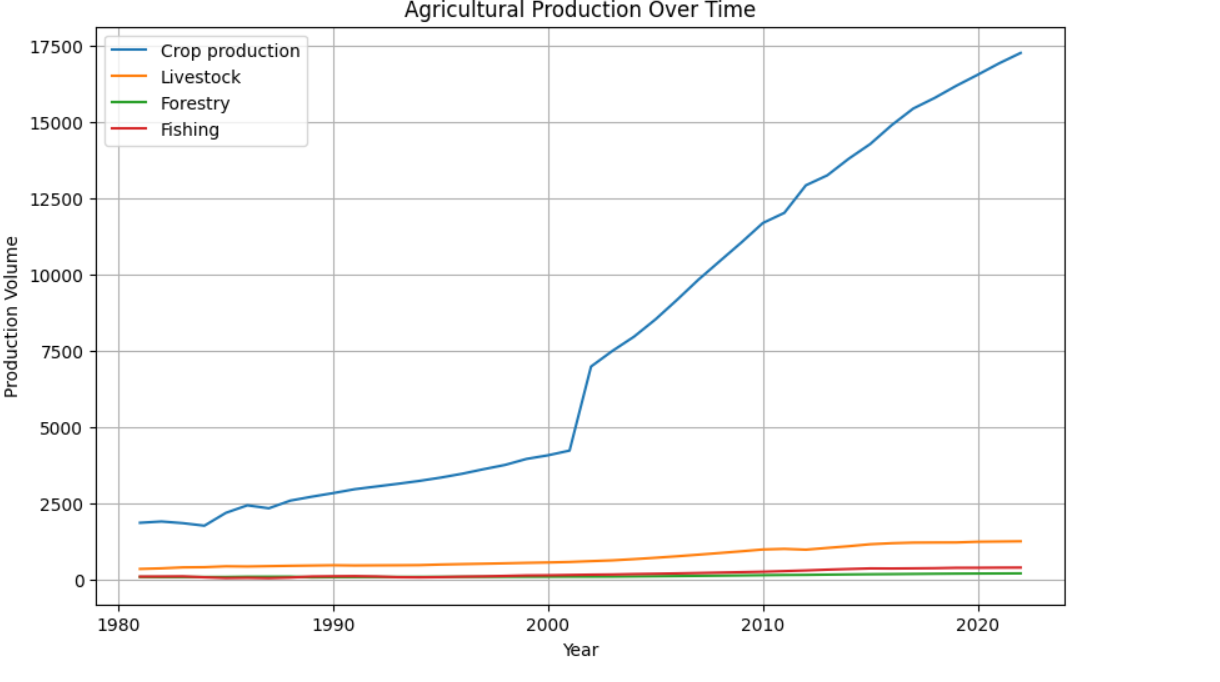 Agricultural Production Over Time
Crop production
Livestock
Forestry
Fishing
Production Volume
17500
15000
12500
10000
7500
5000
2500
0
1980 1990 2000 2010 2020
Year